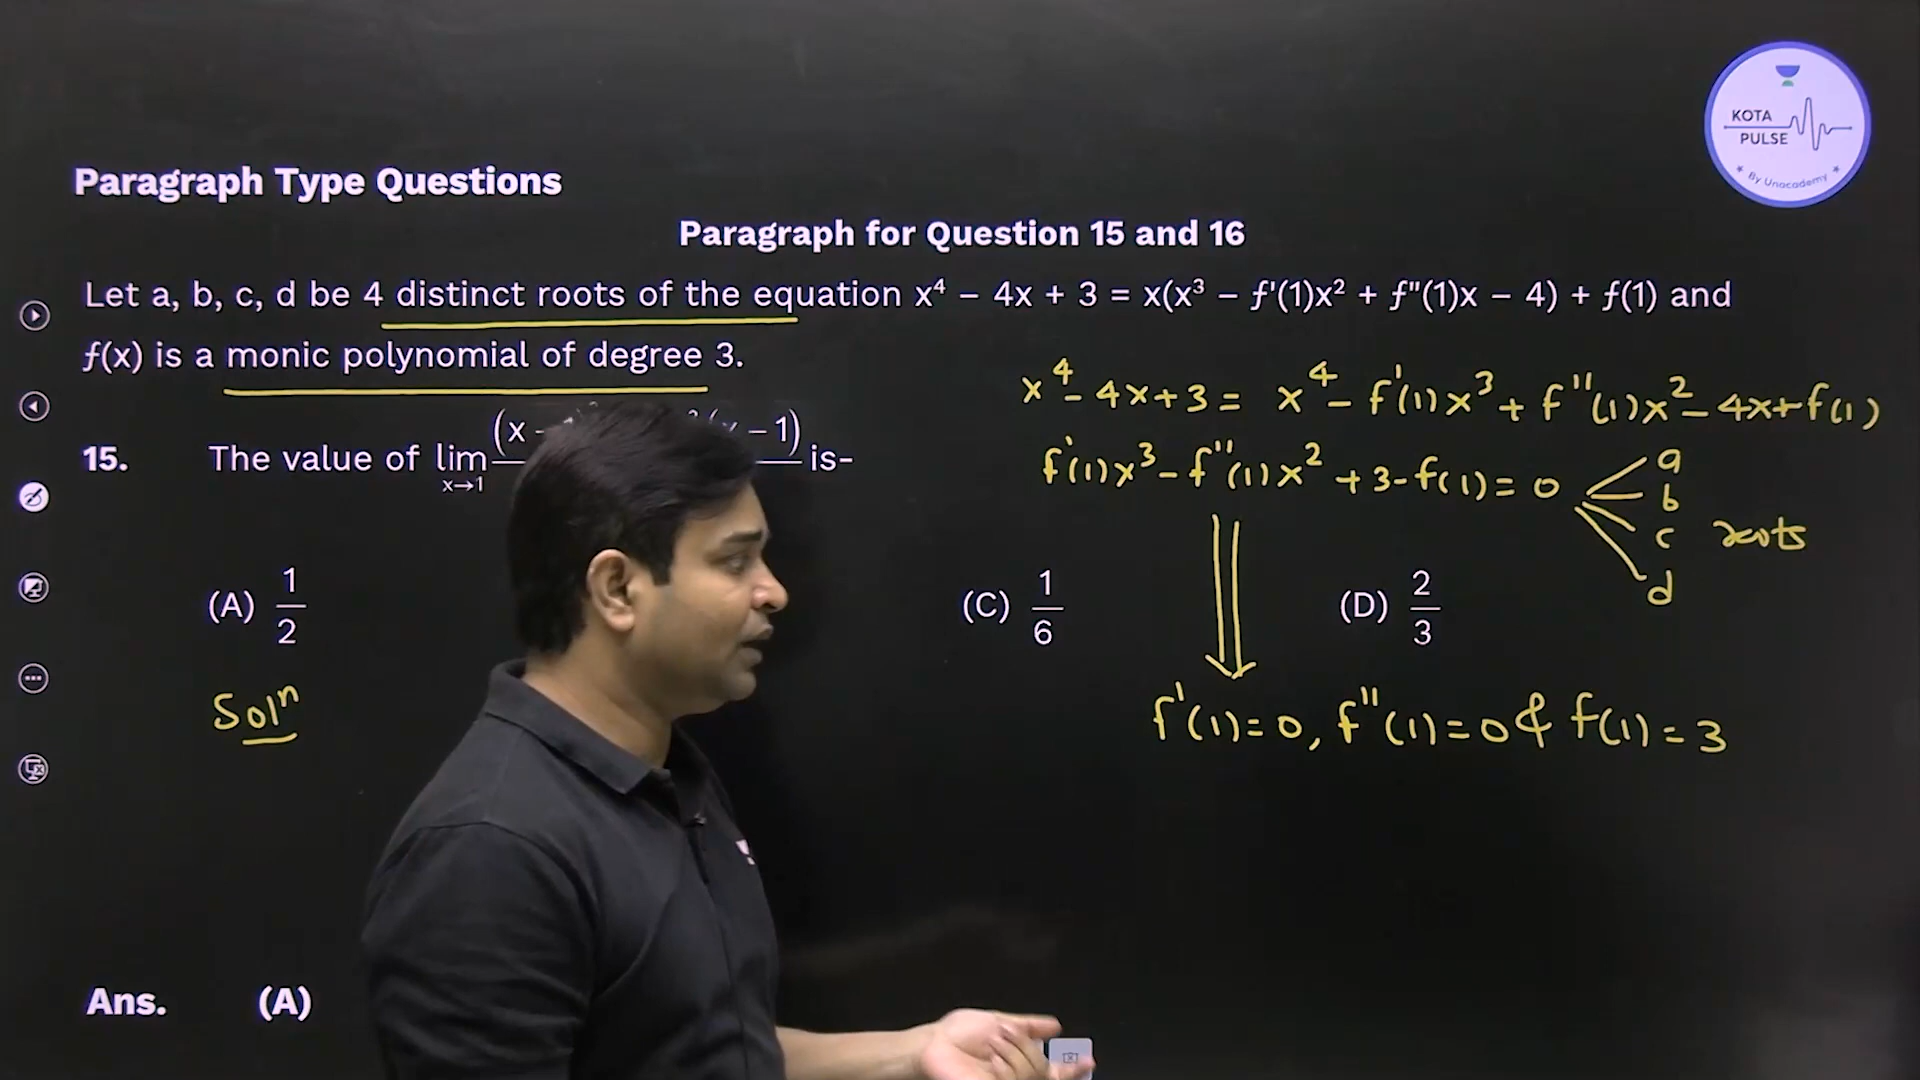 KOTA
PULSE
By Unacademy
Paragraph Type Questions
Paragraph for Question 15 and 16
Let a, b, c, d be 4 distinct roots of the equation x⁴ – 4x + 3 = x(x³ – f'(1)x² + f"(1)x – 4) + f(1) and
f(x) is a monic polynomial of degree 3.
x⁴ - 4x + 3 = x⁴ - f'(1)x³ + f''(1)x² - 4x + f(1)
15. The value of lim x→1 (x – – 1) is-
f'(1)x³ - f''(1)x² + 3 - f(1) = 0
a
b
c roots
d
(A) 1/2 (C) 1/6 (D) 2/3
Solⁿ
f'(1) = 0, f''(1) = 0 & f(1) = 3
Ans. (A)